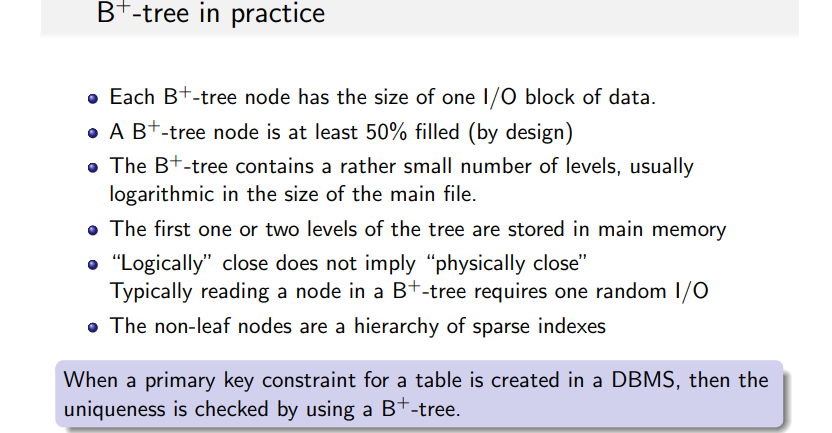 B+-tree in practice
Each B+-tree node has the size of one I/O block of data.
A B+-tree node is at least 50% filled (by design)
The B+-tree contains a rather small number of levels, usually
logarithmic in the size of the main file.
The first one or two levels of the tree are stored in main memory
“Logically” close does not imply “physically close”
Typically reading a node in a B+-tree requires one random I/O
The non-leaf nodes are a hierarchy of sparse indexes
When a primary key constraint for a table is created in a DBMS, then the
uniqueness is checked by using a B+-tree.